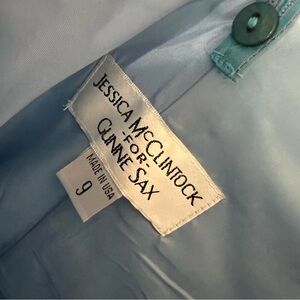 JESSICA MCCLINTOCK
-FOR-
GUNNE SAX
MADE IN USA
9